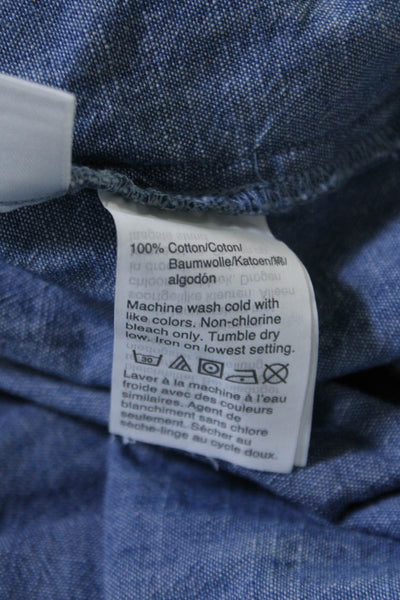 100% Cotton/Coton/
Baumwolle/Katoen/棉/
algodón
Machine wash cold with
like colors. Non-chlorine
bleach only. Tumble dry
low. Iron on lowest setting.
30
Laver à la machine à l'eau
froide avec des couleurs
similaires. Agent de
blanchiment sans chlore
seulement. Sécher au
sèche-linge au cycle doux.